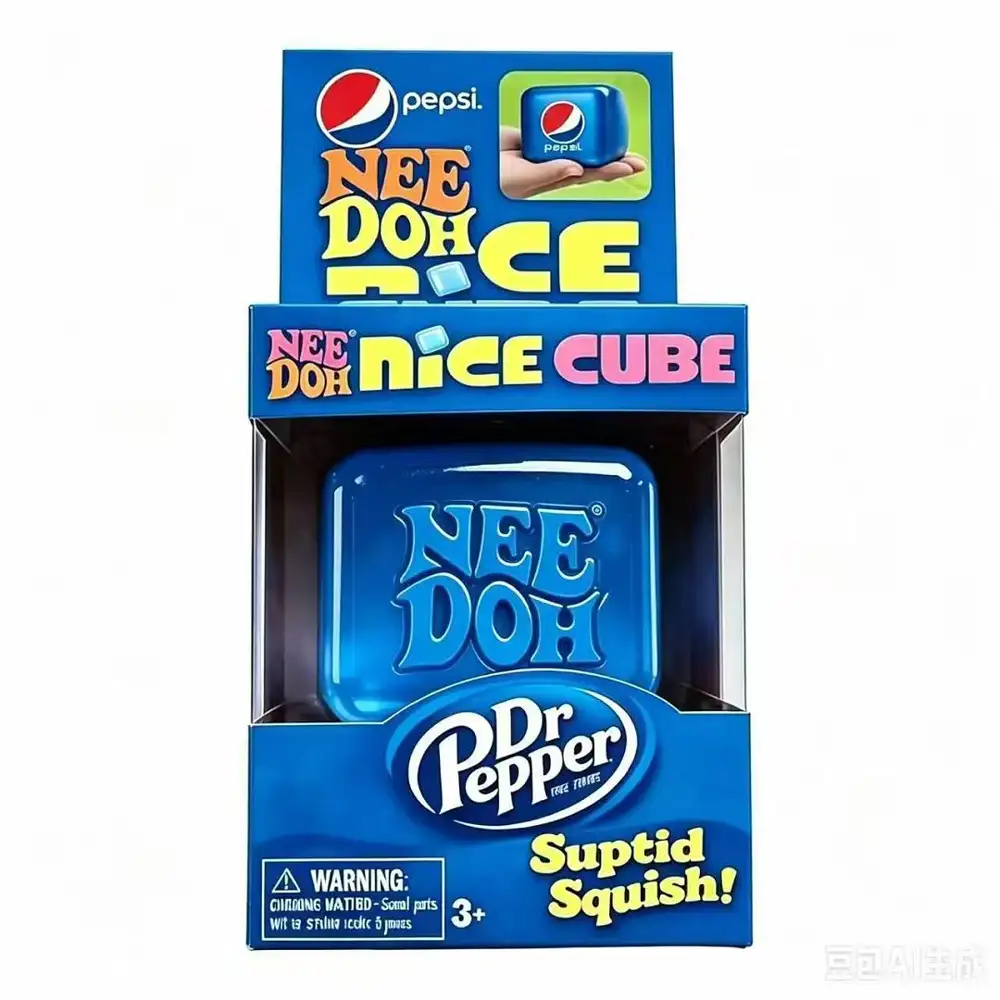 pepsi.
pepsi.
NEE
DOH
NiCE
NEE
DOH
NiCE CUBE
NEE®
DOH
Dr
Pepper
Suptid
Squish!
WARNING:
3+
豆包AI生成